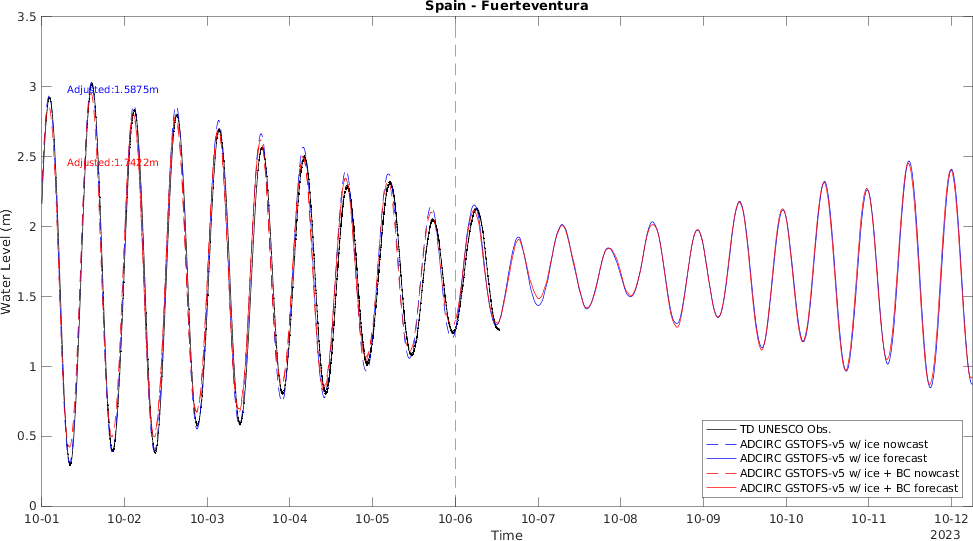 Spain - Fuerteventura
3.5
3
2.5
2
1.5
1
0.5
0
Water Level (m)
Adjusted:1.5875m
Adjusted:1.7422m
TD UNESCO Obs.
ADCIRC GSTOFS-v5 w/ ice nowcast
ADCIRC GSTOFS-v5 w/ ice forecast
ADCIRC GSTOFS-v5 w/ ice + BC nowcast
ADCIRC GSTOFS-v5 w/ ice + BC forecast
10-01 10-02 10-03 10-04 10-05 10-06 10-07 10-08 10-09 10-10 10-11 10-12
Time
2023